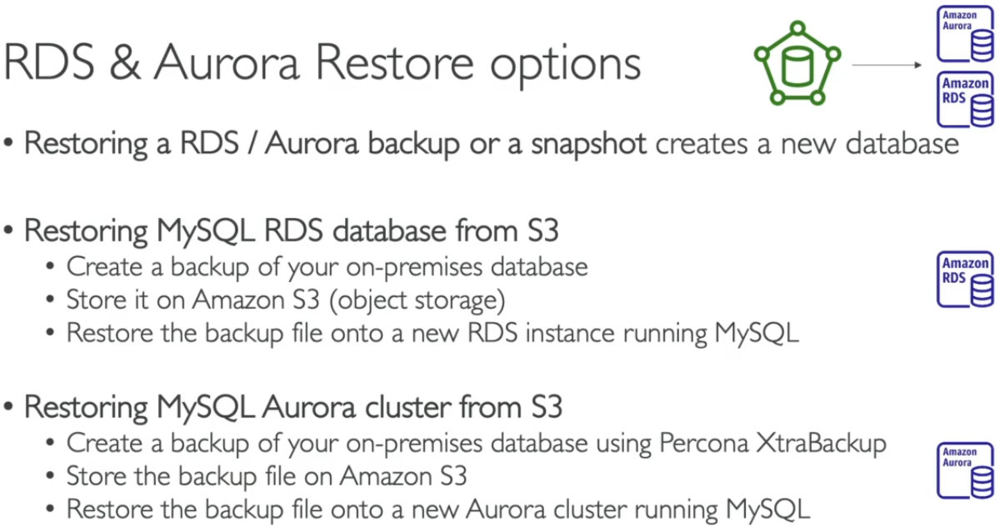 RDS & Aurora Restore options
Amazon
Aurora
Amazon
RDS
• Restoring a RDS / Aurora backup or a snapshot creates a new database
• Restoring MySQL RDS database from S3
• Create a backup of your on-premises database
• Store it on Amazon S3 (object storage)
• Restore the backup file onto a new RDS instance running MySQL
Amazon
RDS
• Restoring MySQL Aurora cluster from S3
• Create a backup of your on-premises database using Percona XtraBackup
• Store the backup file on Amazon S3
• Restore the backup file onto a new Aurora cluster running MySQL
Amazon
Aurora